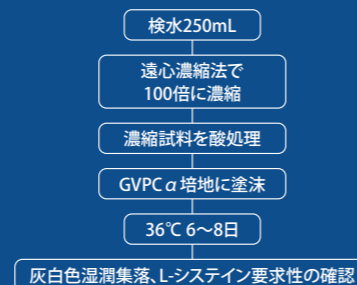 検水250mL
遠心濃縮法で
100倍に濃縮
濃縮試料を酸処理
GVPCα培地に塗沫
36℃ 6〜8日
灰白色湿潤集落、L-システイン要求性の確認